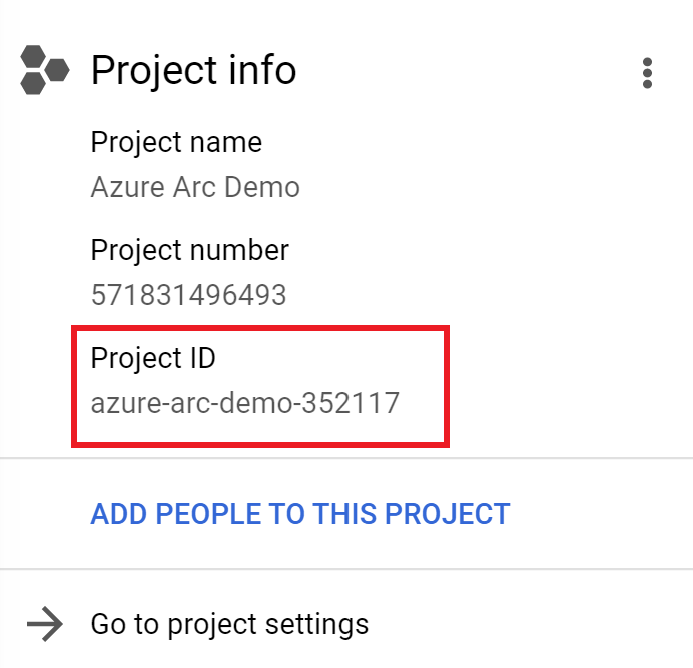 Project info
Project name
Azure Arc Demo
Project number
571831496493
Project ID
azure-arc-demo-352117
ADD PEOPLE TO THIS PROJECT
Go to project settings